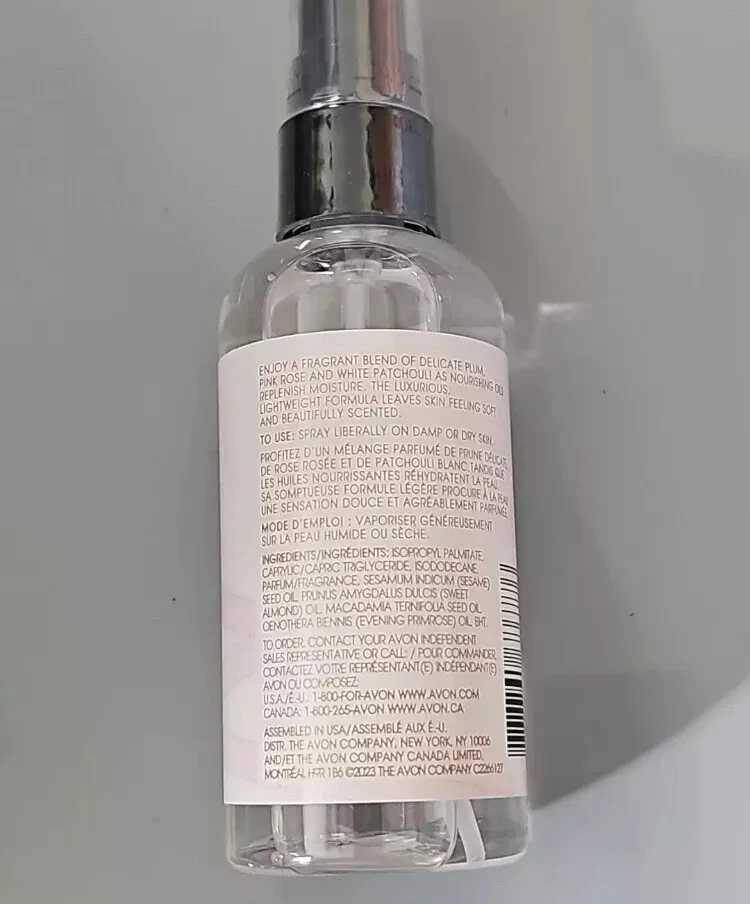 ENJOY A FRAGRANT BLEND OF DELICATE PLUM,
PINK ROSE AND WHITE PATCHOULI AS NOURISHING OILS
REPLENISH MOISTURE. THE LUXURIOUS,
LIGHTWEIGHT FORMULA LEAVES SKIN FEELING SOFT
AND BEAUTIFULLY SCENTED.
TO USE: SPRAY LIBERALLY ON DAMP OR DRY SKIN.
PROFITEZ D'UN MÉLANGE PARFUMÉ DE PRUNE DÉLICATE,
DE ROSE ROSÉE ET DE PATCHOULI BLANC, TANDIS QUE
LES HUILES NOURRISSANTES RÉHYDRATENT LA PEAU.
SA SOMPTUEUSE FORMULE LÉGÈRE PROCURE À LA PEAU
UNE SENSATION DOUCE ET AGRÉABLEMENT PARFUMÉE.
MODE D'EMPLOI : VAPORISER GÉNÉREUSEMENT
SUR LA PEAU HUMIDE OU SÈCHE.
INGREDIENTS/INGRÉDIENTS: ISOPROPYL PALMITATE,
CAPRYLIC/CAPRIC TRIGLYCERIDE, ISODODECANE,
PARFUM/FRAGRANCE, SESAMUM INDICUM (SESAME)
SEED OIL, PRUNUS AMYGDALUS DULCIS (SWEET
ALMOND) OIL, MACADAMIA TERNIFOLIA SEED OIL,
OENOTHERA BIENNIS (EVENING PRIMROSE) OIL, BHT.
TO ORDER, CONTACT YOUR AVON INDEPENDENT
SALES REPRESENTATIVE OR CALL: / POUR COMMANDER,
CONTACTEZ VOTRE REPRÉSENTANT(E) INDÉPENDANT(E)
AVON OU COMPOSEZ:
U.S.A./É.-U.: 1-800-FOR-AVON WWW.AVON.COM
CANADA: 1-800-265-AVON WWW.AVON.CA
ASSEMBLED IN USA/ASSEMBLÉ AUX É.-U.
DISTR. THE AVON COMPANY, NEW YORK, NY 10006
AND/ET THE AVON COMPANY CANADA LIMITED,
MONTRÉAL H9R 1B6 ©2023 THE AVON COMPANY C2266127